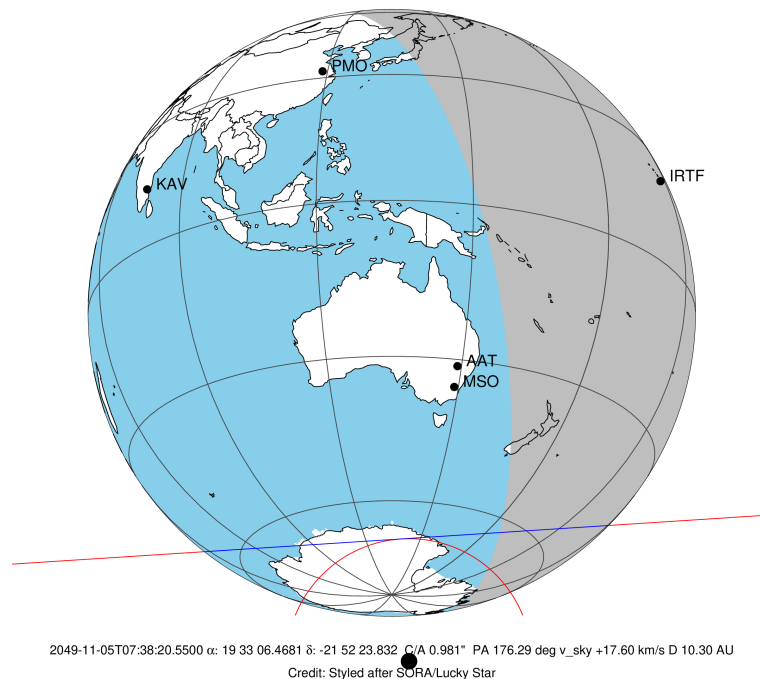 PMO
KAV
IRTF
AAT
MSO
2049-11-05T07:38:20.5500 α: 19 33 06.4681 δ: -21 52 23.832 C/A 0.981" PA 176.29 deg v_sky +17.60 km/s D 10.30 AU
Credit: Styled after SORA/Lucky Star